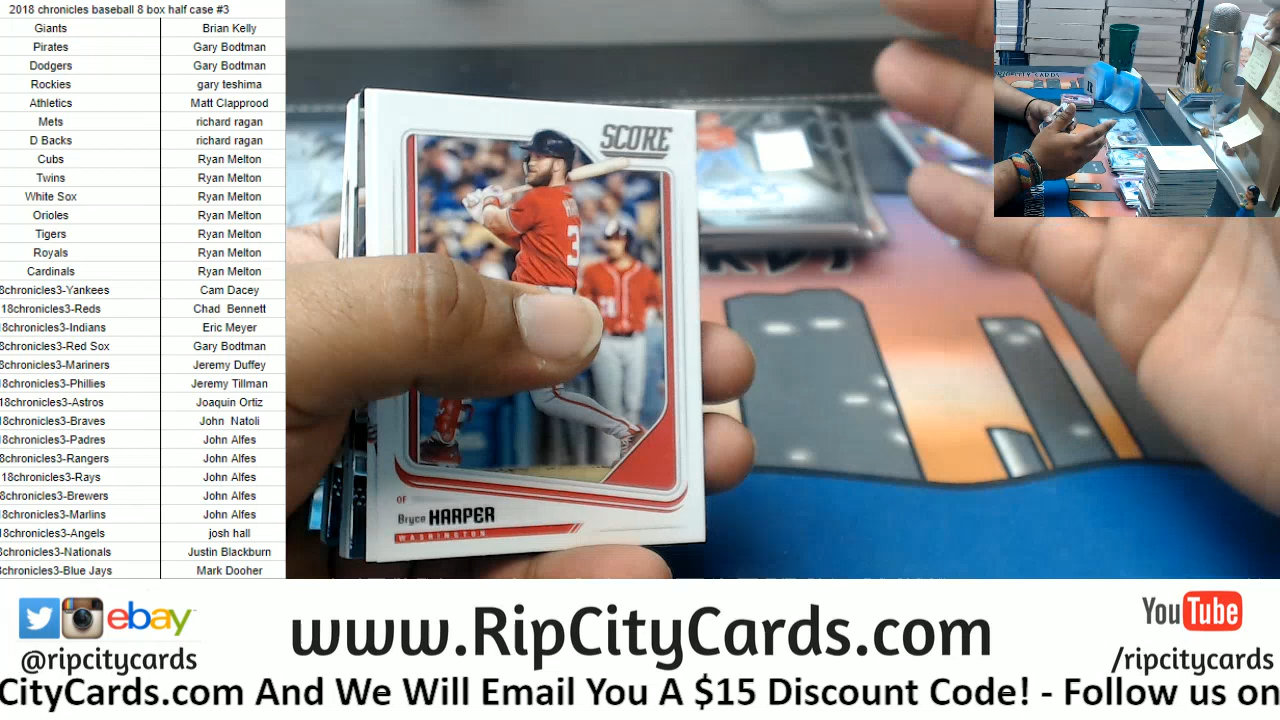 2018 chronicles baseball 8 box half case #3
Giants Brian Kelly
Pirates Gary Bodtman
Dodgers Gary Bodtman
Rockies gary teshima
Athletics Matt Clapprood
Mets richard ragan
D Backs richard ragan
Cubs Ryan Melton
Twins Ryan Melton
White Sox Ryan Melton
Orioles Ryan Melton
Tigers Ryan Melton
Royals Ryan Melton
Cardinals Ryan Melton
8chronicles3-Yankees Cam Dacey
18chronicles3-Reds Chad Bennett
18chronicles3-Indians Eric Meyer
8chronicles3-Red Sox Gary Bodtman
8chronicles3-Mariners Jeremy Duffey
18chronicles3-Phillies Jeremy Tillman
18chronicles3-Astros Joaquin Ortiz
18chronicles3-Braves John Natoli
18chronicles3-Padres John Alfes
8chronicles3-Rangers John Alfes
18chronicles3-Rays John Alfes
8chronicles3-Brewers John Alfes
18chronicles3-Marlins John Alfes
18chronicles3-Angels josh hall
8chronicles3-Nationals Justin Blackburn
8chronicles3-Blue Jays Mark Dooher
SCORE
3
OF
Bryce HARPER
WASHINGTON
RIP CITY CARDS
ebay
@ripcitycards
www.RipCityCards.com
YouTube
/ripcitycards
CityCards.com And We Will Email You A $15 Discount Code! - Follow us on